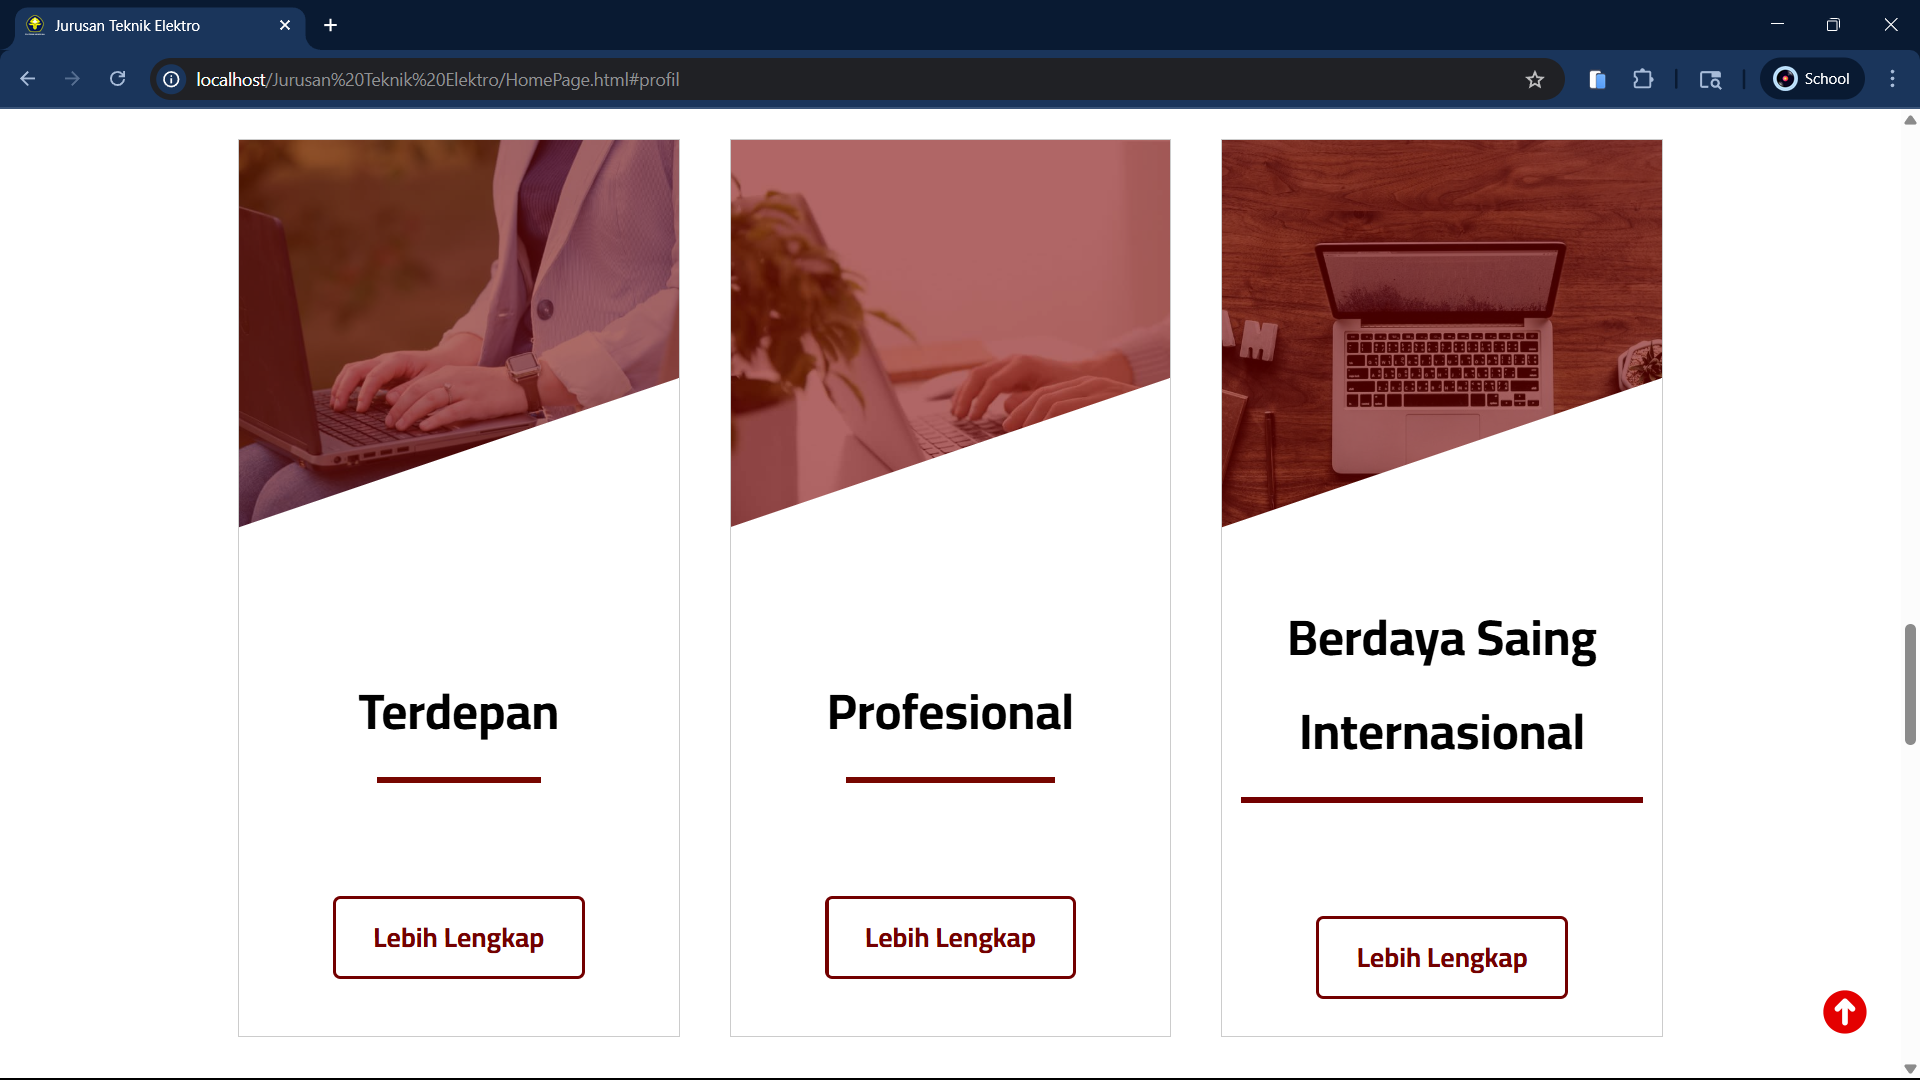 Jurusan Teknik Elektro
localhost/Jurusan%20Teknik%20Elektro/HomePage.html#profil
School
Terdepan
Lebih Lengkap
Profesional
Lebih Lengkap
Berdaya Saing
Internasional
Lebih Lengkap